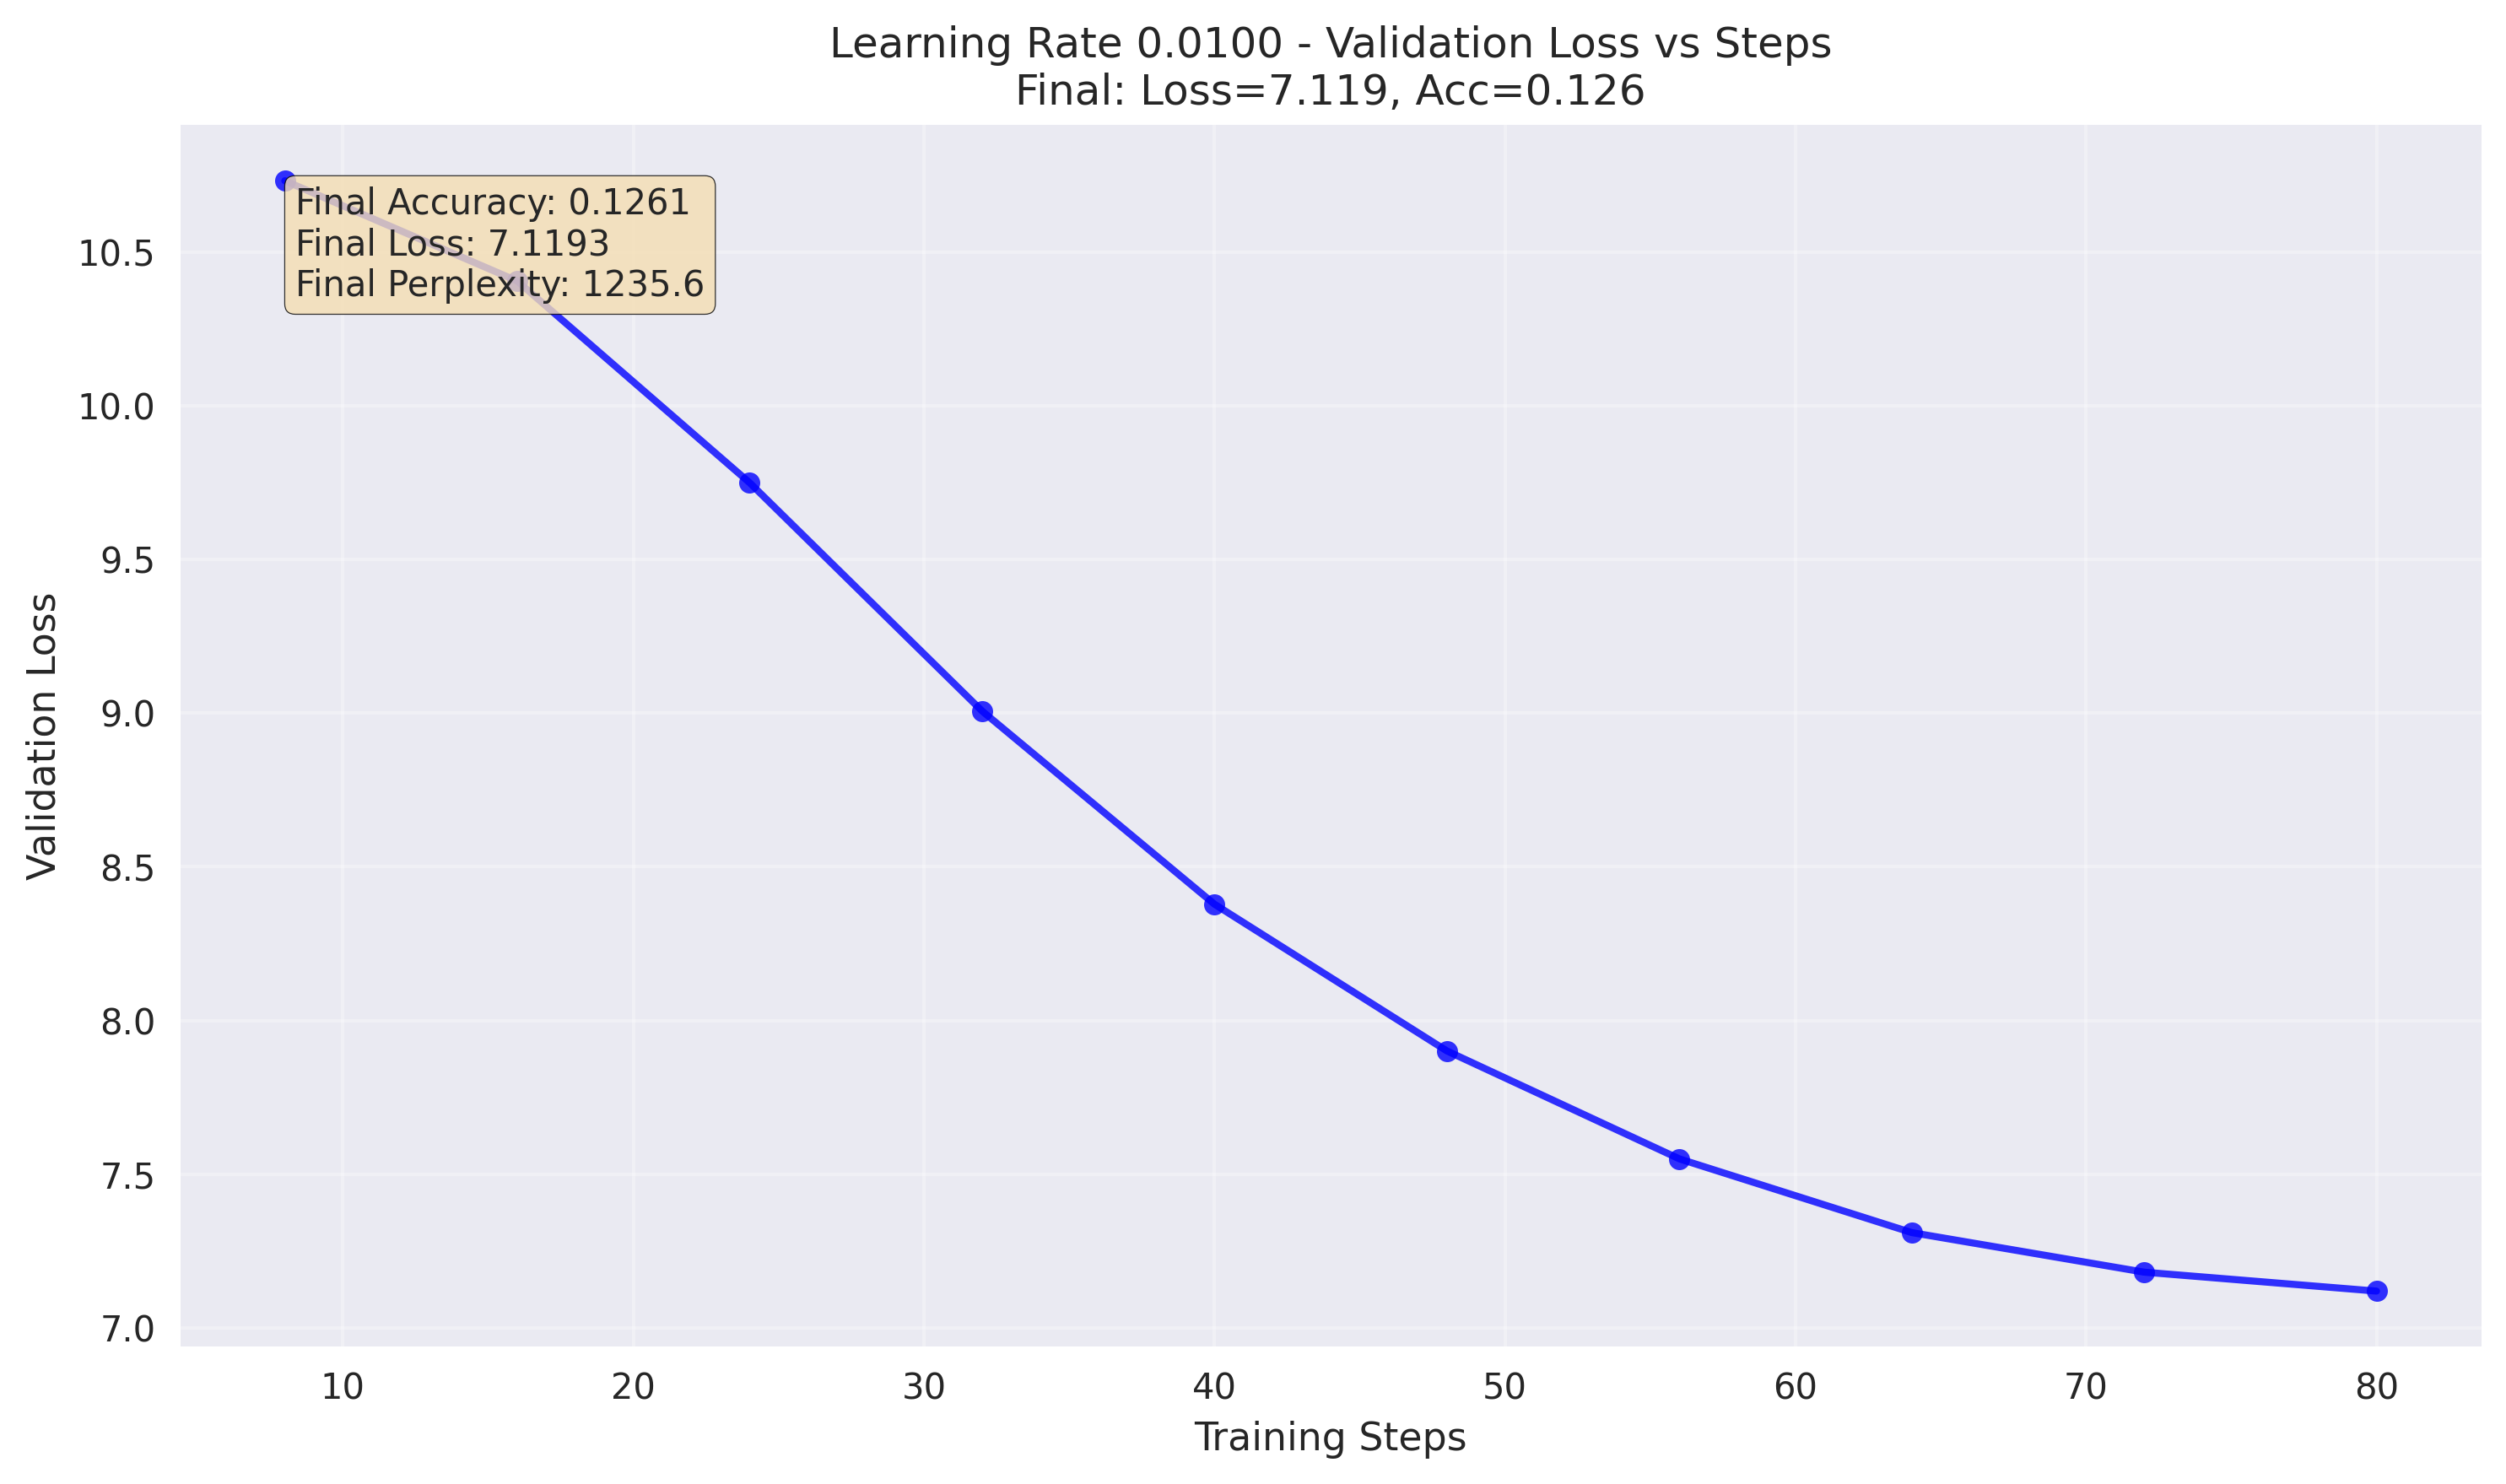 Learning Rate 0.0100 - Validation Loss vs Steps
Final: Loss=7.119, Acc=0.126
Final Accuracy: 0.1261
Final Loss: 7.1193
Final Perplexity: 1235.6
10.5
10.0
9.5
9.0
8.5
8.0
7.5
7.0
Validation Loss
10 20 30 40 50 60 70 80
Training Steps